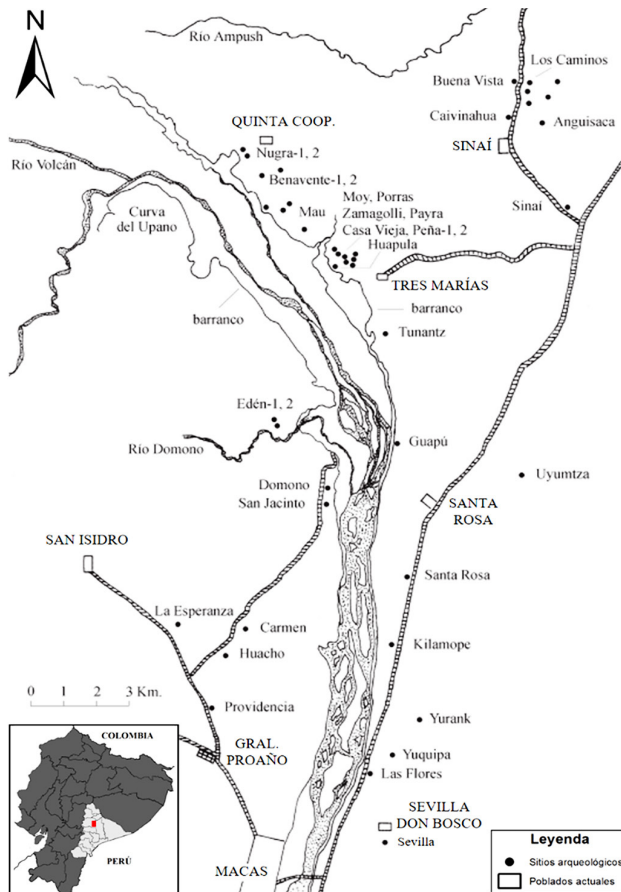 N
Río Ampush
Los Caminos
Buena Vista
Caivinahua
Anguisaca
SINAÍ
QUINTA COOP.
Nugra-1, 2
Río Volcán
Benavente-1, 2
Moy, Porras
Zamagolli, Payra
Casa Vieja, Peña-1, 2
Huapula
Mau
Sinaí
Curva
del Upano
TRES MARÍAS
barranco
barranco
Tunantz
Edén-1, 2
Río Domono
Guapú
Uyumtza
Domono
San Jacinto
SANTA
ROSA
SAN ISIDRO
Santa Rosa
La Esperanza
Carmen
Huacho
Kilamope
0 1 2 3 Km.
Providencia
Yurank
GRAL.
PROAÑO
Yuquipa
Las Flores
SEVILLA
DON BOSCO
Sevilla
MACAS
COLOMBIA
PERÚ
Leyenda
Sitios arqueológicos
Poblados actuales